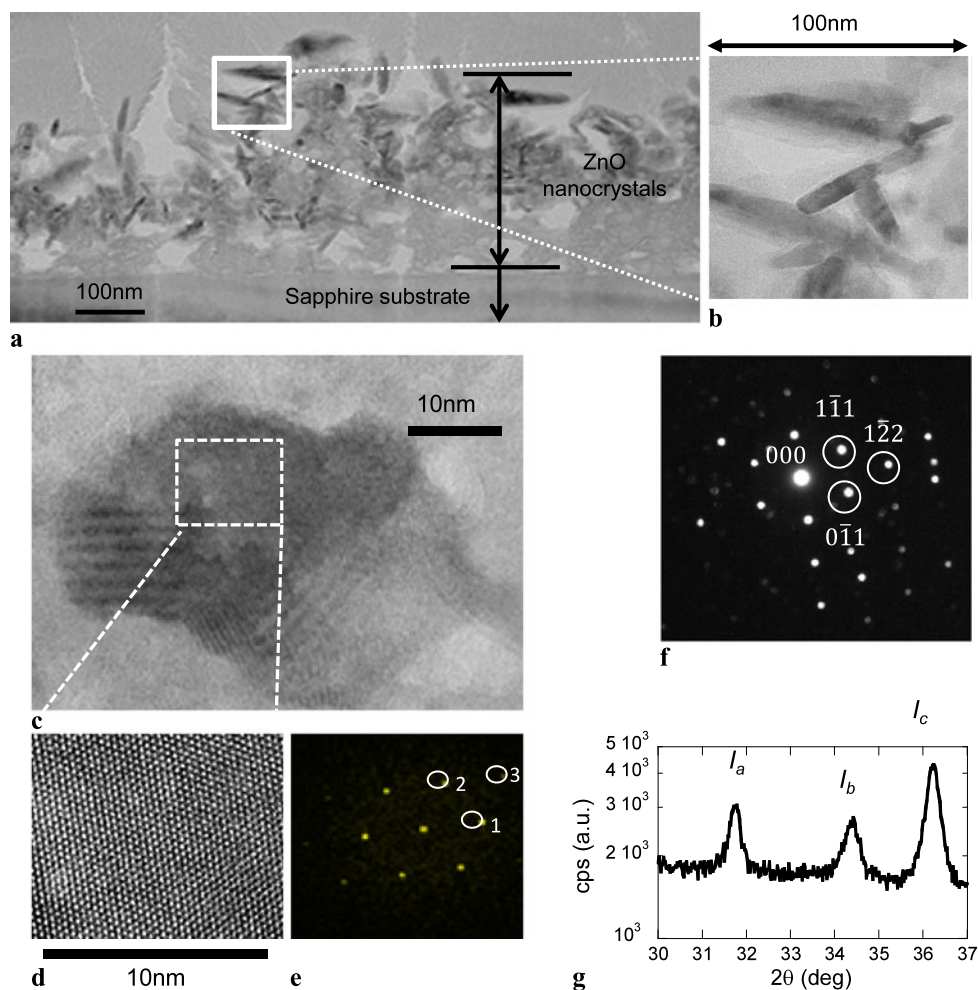 100nm
ZnO
nanocrystals
Sapphire substrate
100nm
a
b
10nm
c
11̅1
12̅2
000
01̅1
f
2
3
1
10nm
d
e
I_c
I_a
I_b
5 10³
4 10³
3 10³
2 10³
10³
cps (a.u.)
30 31 32 33 34 35 36 37
2θ (deg)
g